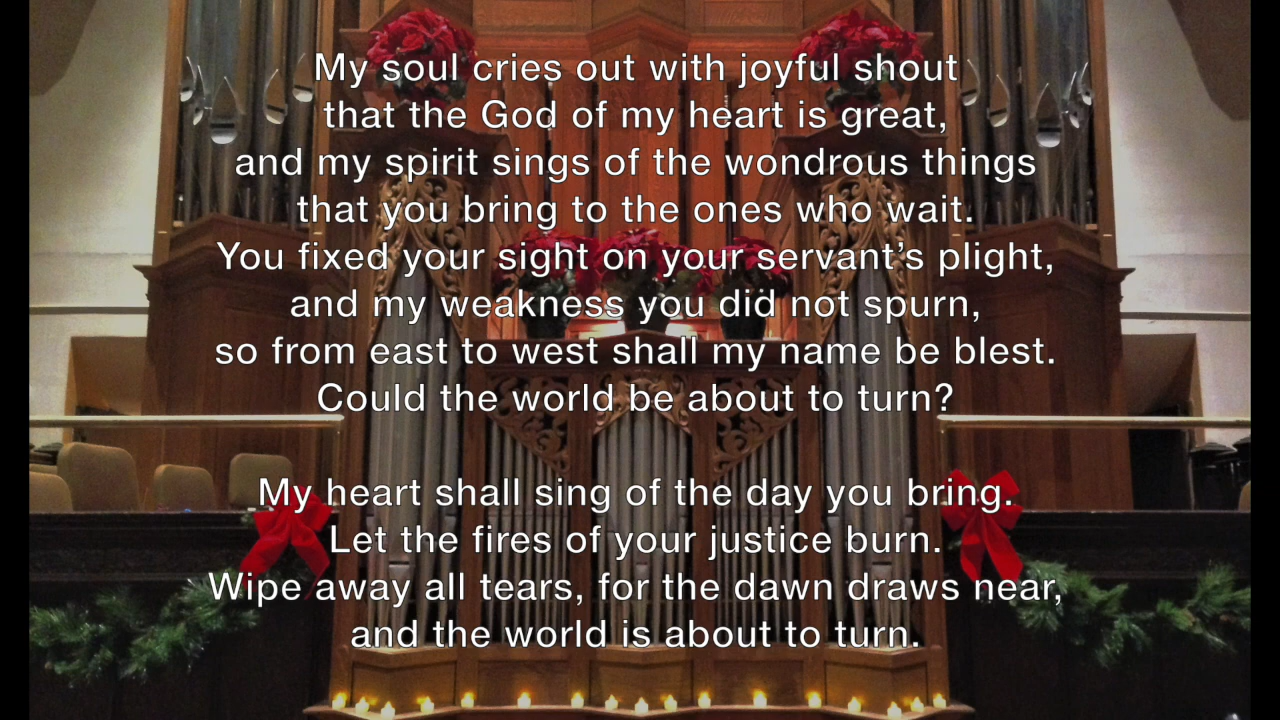 My soul cries out with joyful shout
that the God of my heart is great,
and my spirit sings of the wondrous things
that you bring to the ones who wait.
You fixed your sight on your servant’s plight,
and my weakness you did not spurn,
so from east to west shall my name be blest.
Could the world be about to turn?
My heart shall sing of the day you bring.
Let the fires of your justice burn.
Wipe away all tears, for the dawn draws near,
and the world is about to turn.